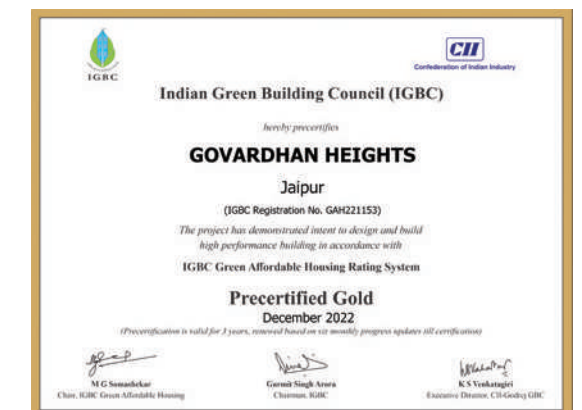 IGBC
CII
Confederation of Indian Industry
Indian Green Building Council (IGBC)
hereby precertifies
GOVARDHAN HEIGHTS
Jaipur
(IGBC Registration No. GAH221153)
The project has demonstrated intent to design and build
high performance building in accordance with
IGBC Green Affordable Housing Rating System
Precertified Gold
December 2022
(Precertification is valid for 3 years, renewed based on six monthly progress updates till certification)
M G Somashekar
Chair, IGBC Green Affordable Housing
Gurmit Singh Arora
Chairman, IGBC
K S Venkatagiri
Executive Director, CII-Godrej GBC